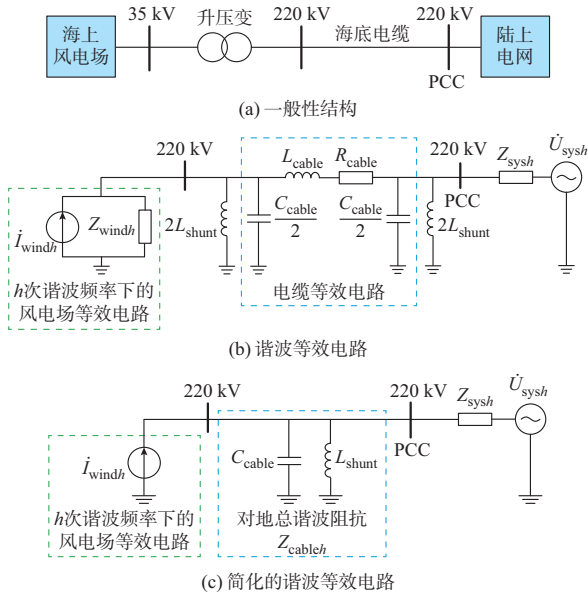 海上
风电场
35 kV
升压变
220 kV
海底电缆
220 kV
PCC
陆上
电网
(a) 一般性结构
220 kV
L_cable
R_cable
220 kV
PCC
Z_sysh
U̇_sysh
İ_windh
Z_windh
2L_shunt
C_cable/2
C_cable/2
2L_shunt
h次谐波频率下的
风电场等效电路
电缆等效电路
(b) 谐波等效电路
220 kV
220 kV
PCC
Z_sysh
U̇_sysh
İ_windh
C_cable
L_shunt
h次谐波频率下的
风电场等效电路
对地总谐波阻抗
Z_cableh
(c) 简化的谐波等效电路